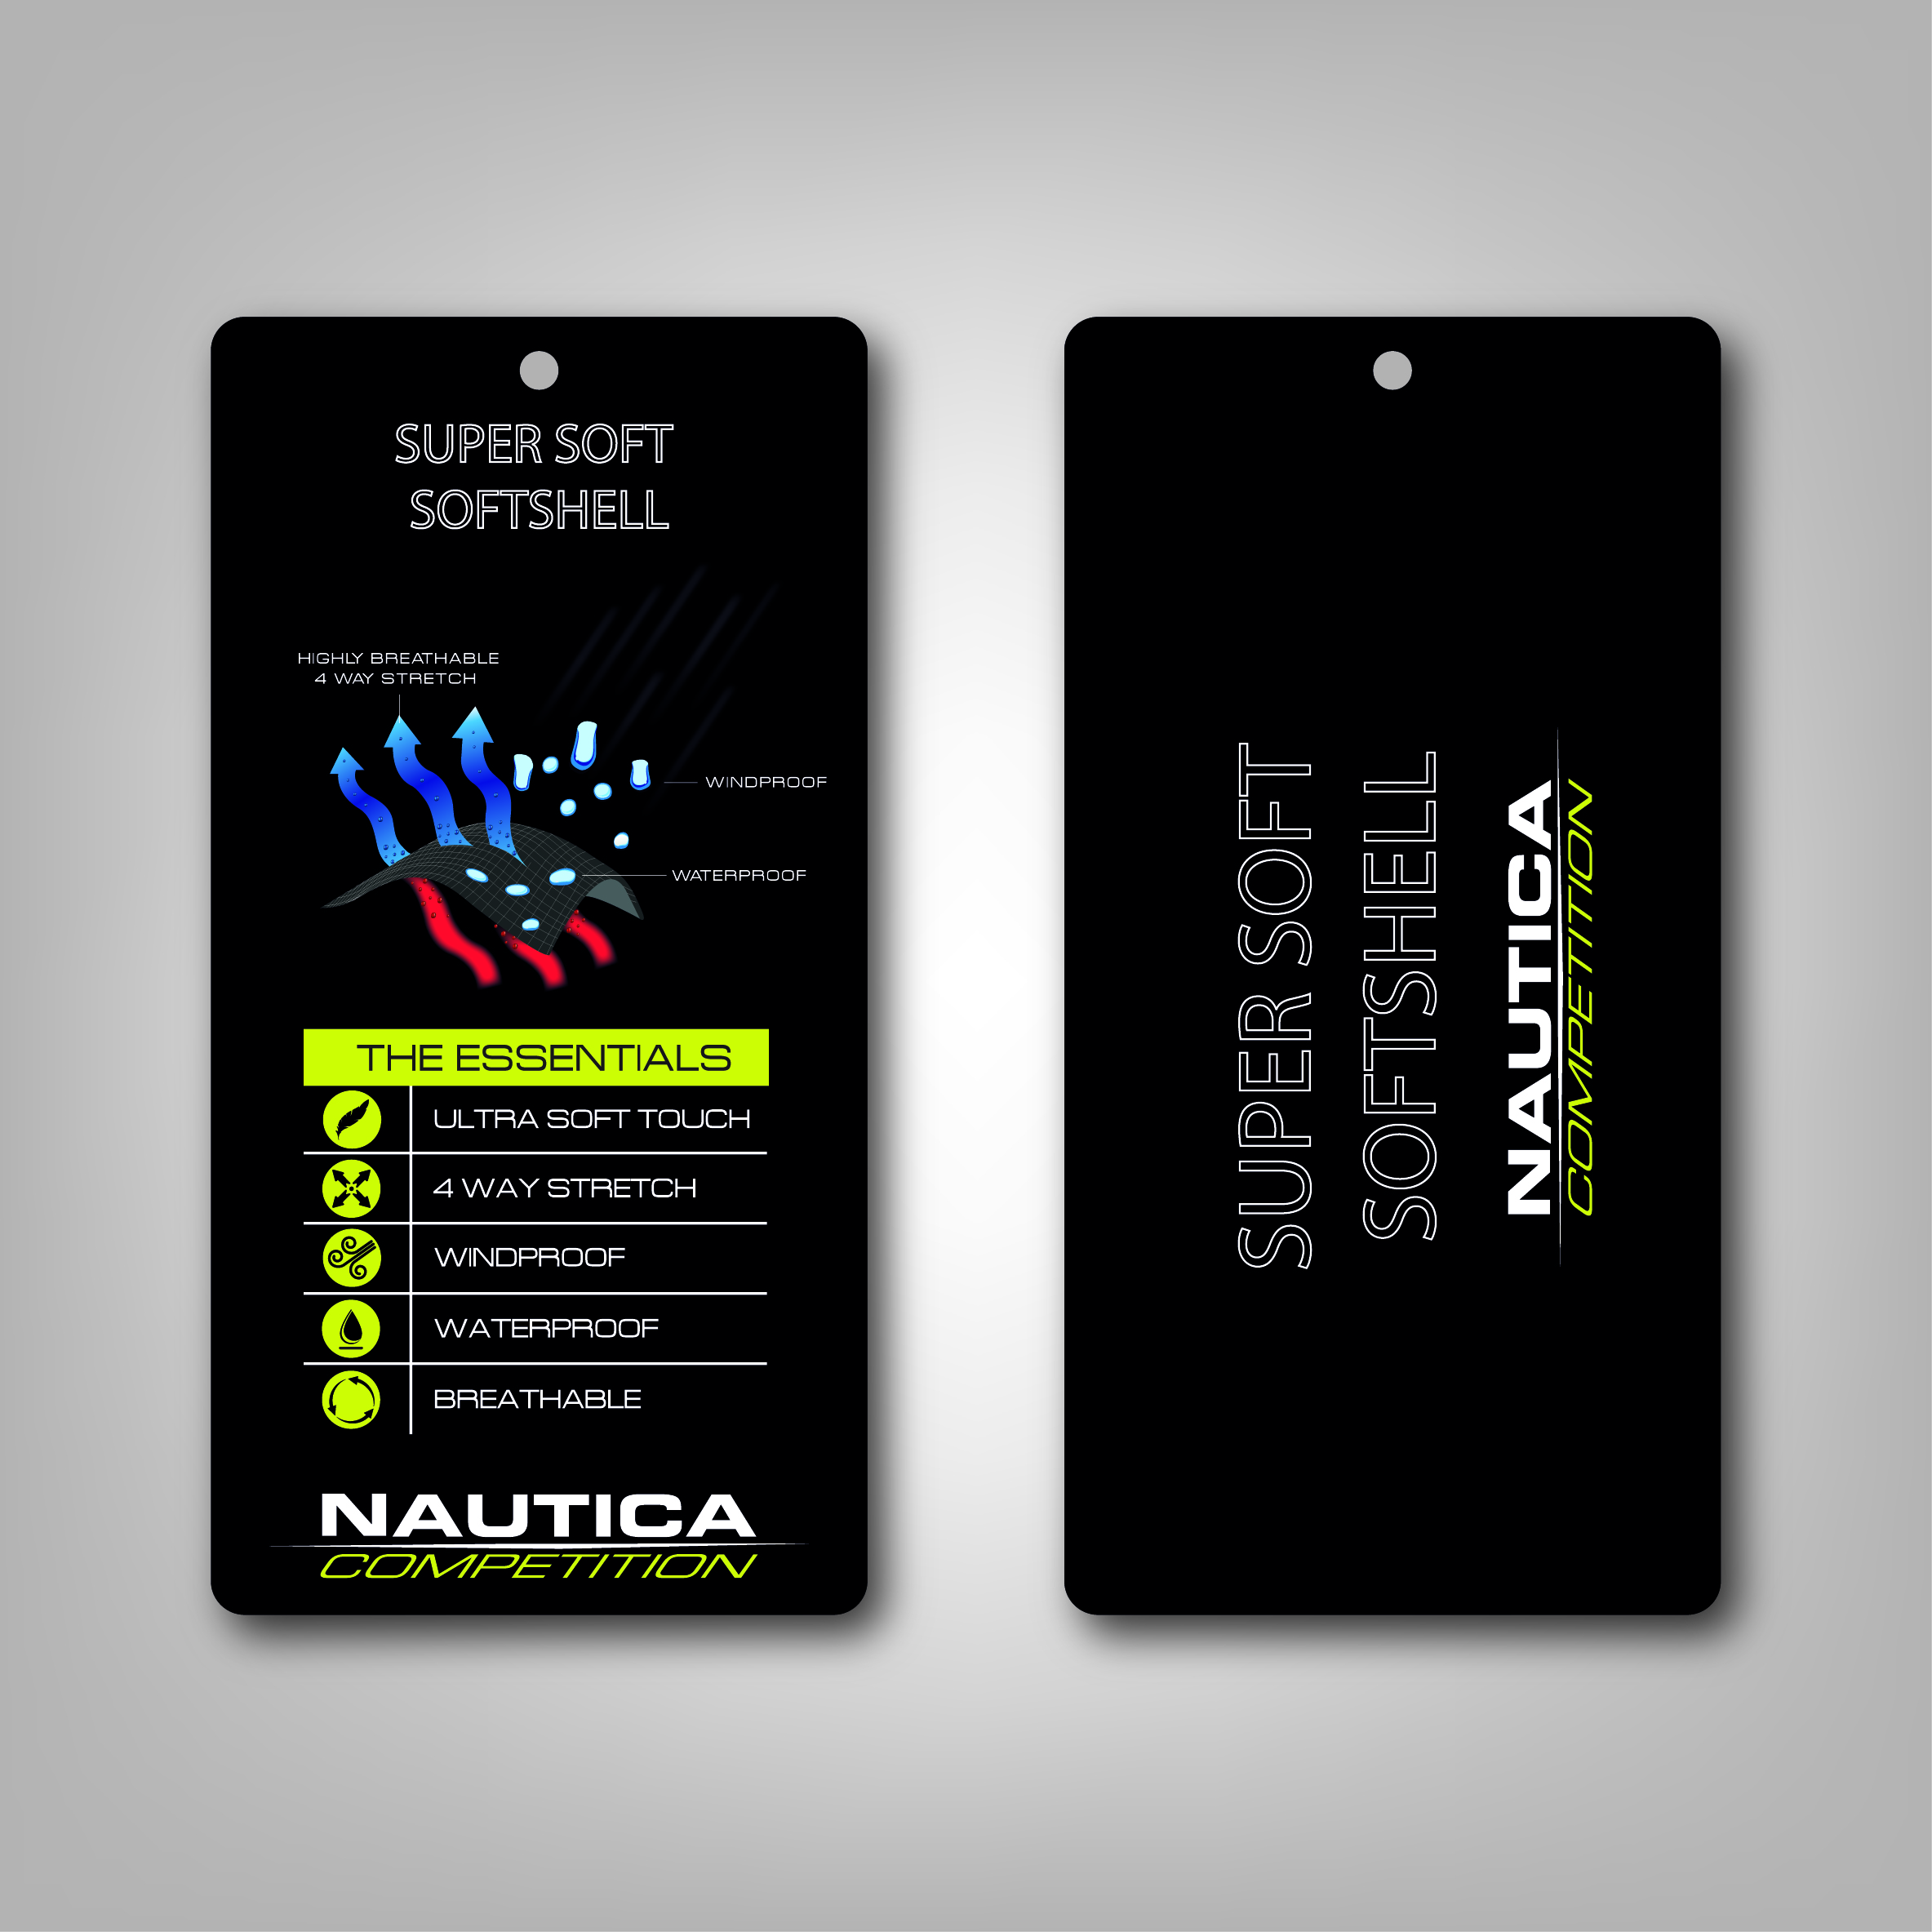 SUPER SOFT
SOFTSHELL
HIGHLY BREATHABLE
4 WAY STRETCH
WINDPROOF
WATERPROOF
THE ESSENTIALS
ULTRA SOFT TOUCH
4 WAY STRETCH
WINDPROOF
WATERPROOF
BREATHABLE
NAUTICA
COMPETITION
SUPER SOFT
SOFTSHELL
NAUTICA
COMPETITION